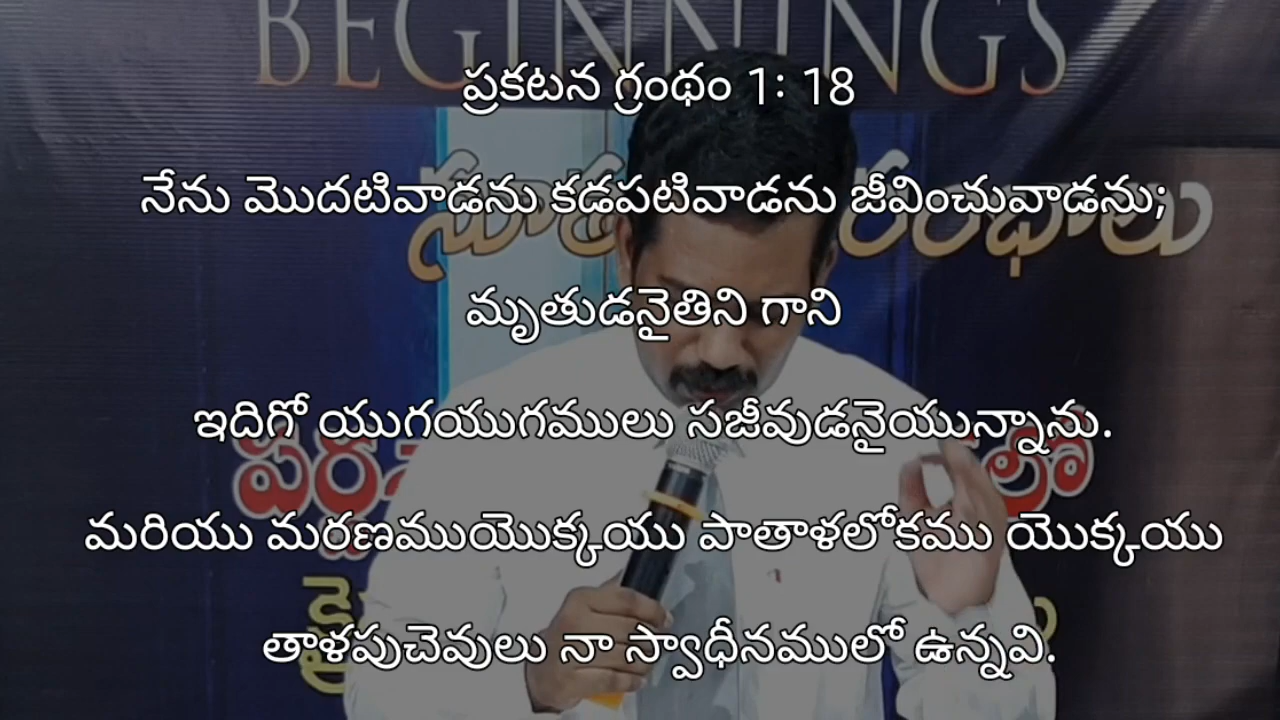 BEGINNINGS
ప్రకటన గ్రంథం 1: 18
నేను మొదటివాడను కడపటివాడను జీవించువాడను;
మృతుడనైతిని గాని
ఇదిగో యుగయుగములు సజీవుడనైయున్నాను.
మరియు మరణముయొక్కయు పాతాళలోకము యొక్కయు
తాళపుచెవులు నా స్వాధీనములో ఉన్నవి.